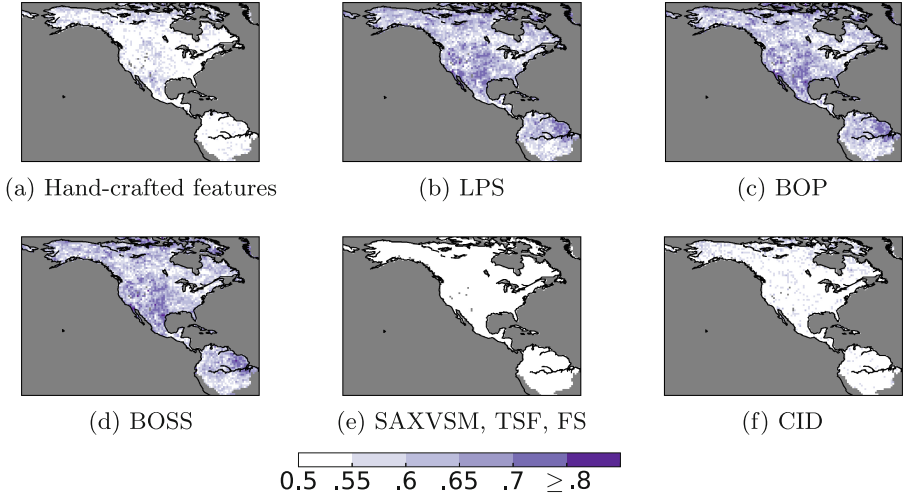 (a) Hand-crafted features
(b) LPS
(c) BOP
(d) BOSS
(e) SAXVSM, TSF, FS
(f) CID
0.5 .55 .6 .65 .7 ≥.8